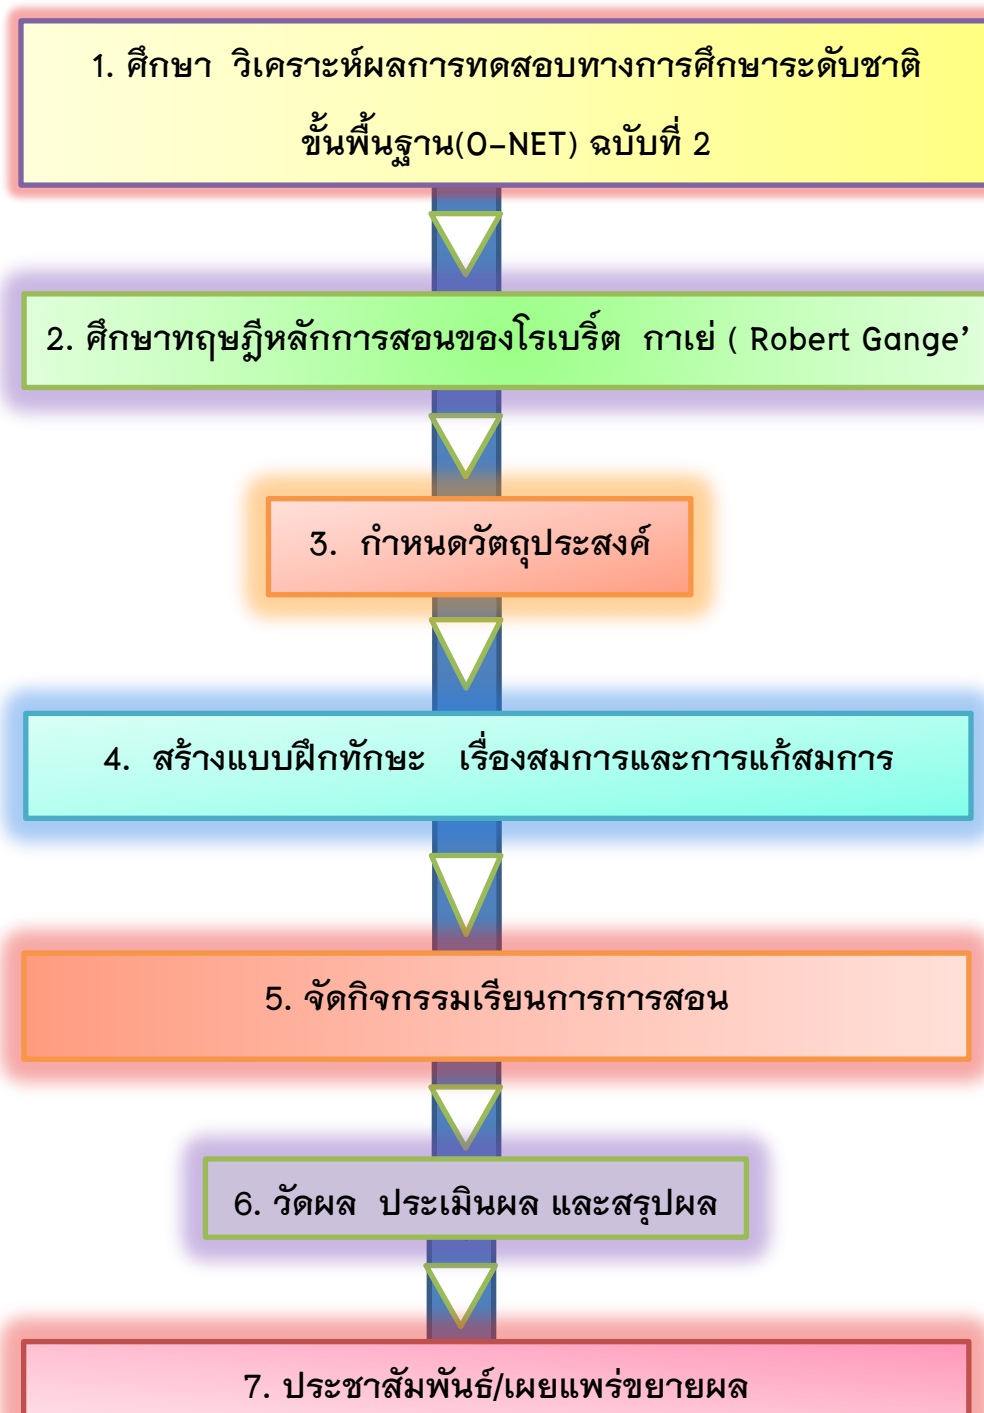 1. ศึกษา วิเคราะห์ผลการทดสอบทางการศึกษาระดับชาติ
ขั้นพื้นฐาน(O-NET) ฉบับที่ 2
2. ศึกษาทฤษฎีหลักการสอนของโรเบริ์ต กาเย่ ( Robert Gange’
3. กำหนดวัตถุประสงค์
4. สร้างแบบฝึกทักษะ เรื่องสมการและการแก้สมการ
5. จัดกิจกรรมเรียนการการสอน
6. วัดผล ประเมินผล และสรุปผล
7. ประชาสัมพันธ์/เผยแพร่ขยายผล